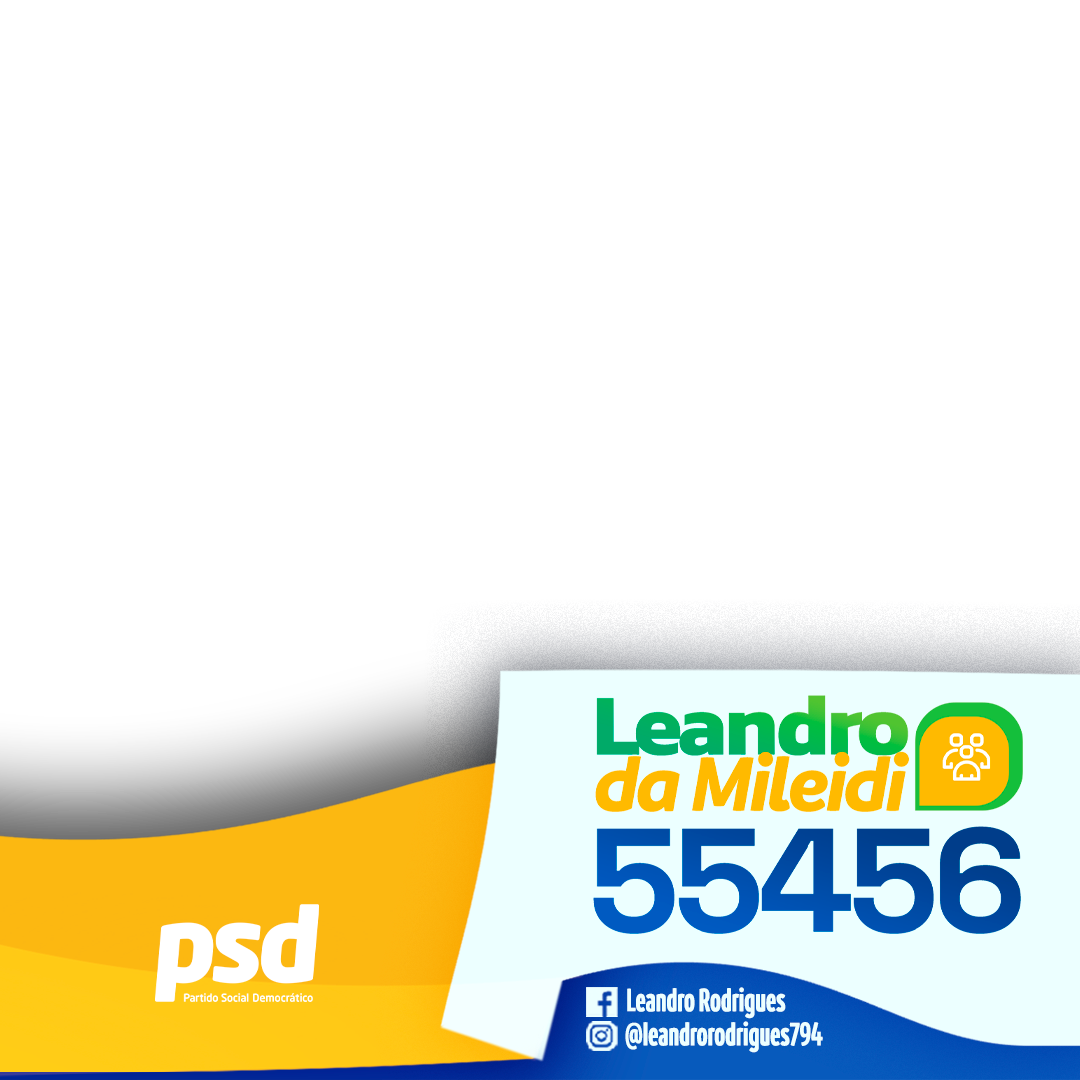 Leandro
da Mileidi
55456
psd
Partido Social Democrático
Leandro Rodrigues
@leandrorodrigues794